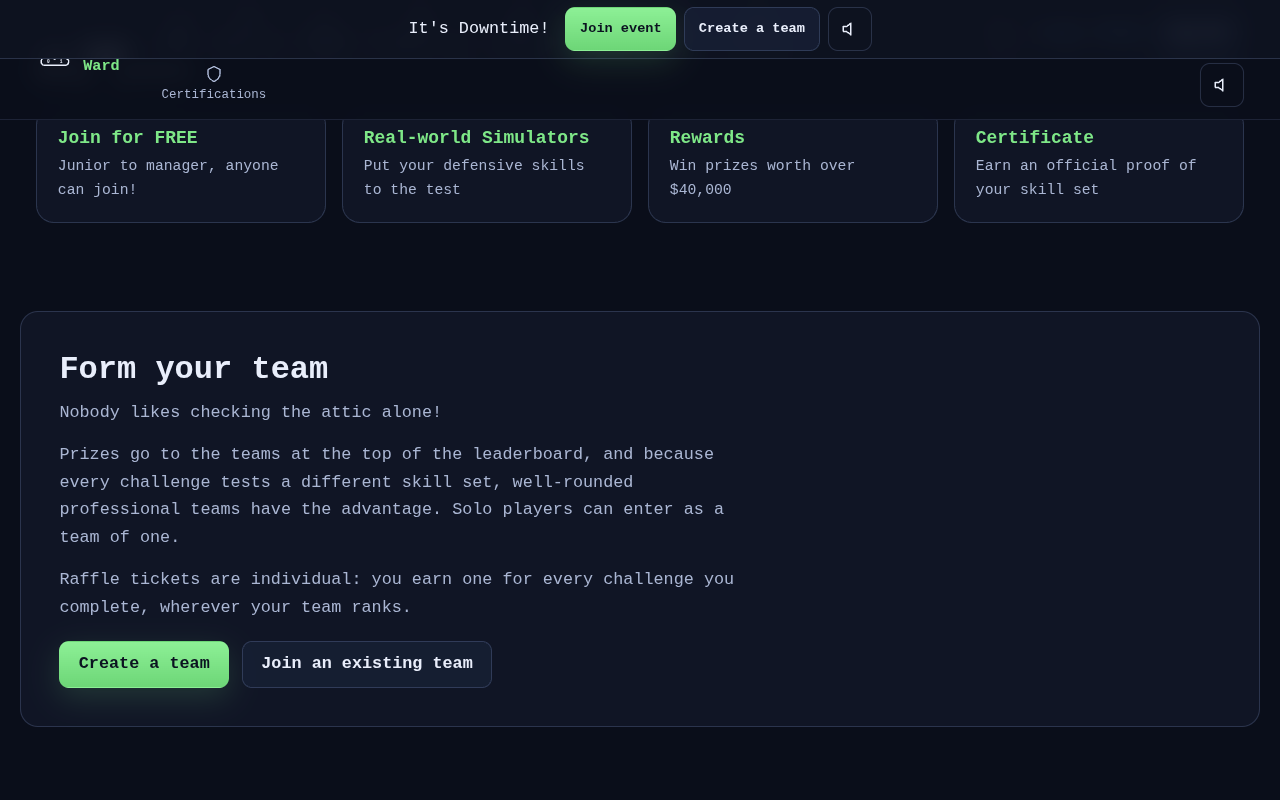 It's Downtime!
Join event
Create a team
Ward
Certifications
Join for FREE
Junior to manager, anyone
can join!
Real-world Simulators
Put your defensive skills
to the test
Rewards
Win prizes worth over
$40,000
Certificate
Earn an official proof of
your skill set
Form your team
Nobody likes checking the attic alone!
Prizes go to the teams at the top of the leaderboard, and because
every challenge tests a different skill set, well-rounded
professional teams have the advantage. Solo players can enter as a
team of one.
Raffle tickets are individual: you earn one for every challenge you
complete, wherever your team ranks.
Create a team
Join an existing team